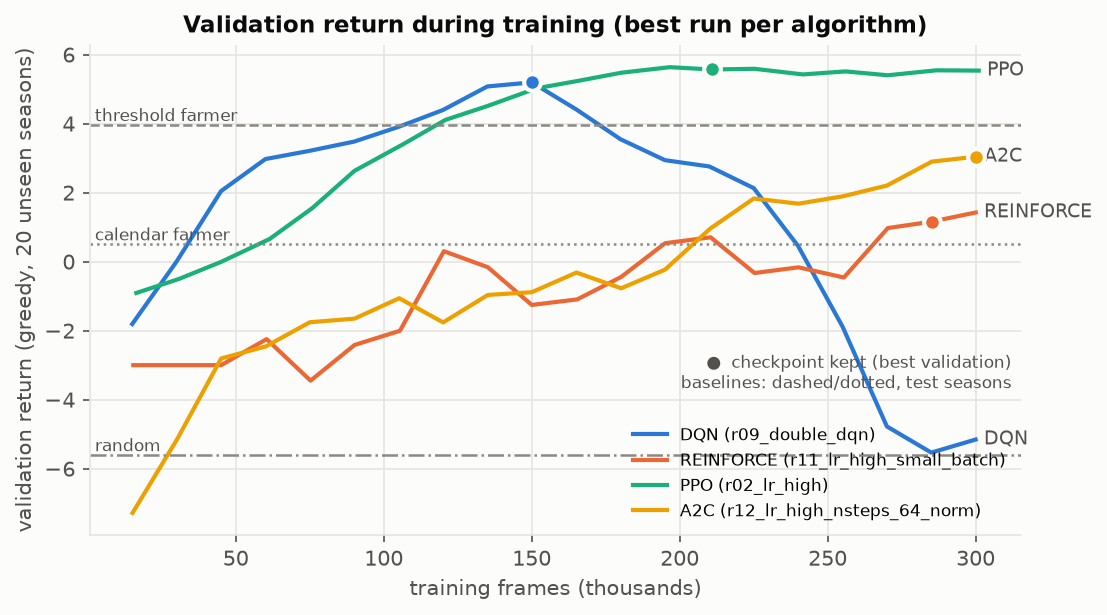 Validation return during training (best run per algorithm)
validation return (greedy, 20 unseen seasons)
6
4
2
0
−2
−4
−6
threshold farmer
calendar farmer
random
PPO
A2C
REINFORCE
DQN
checkpoint kept (best validation)
baselines: dashed/dotted, test seasons
DQN (r09_double_dqn)
REINFORCE (r11_lr_high_small_batch)
PPO (r02_lr_high)
A2C (r12_lr_high_nsteps_64_norm)
50
100
150
200
250
300
training frames (thousands)